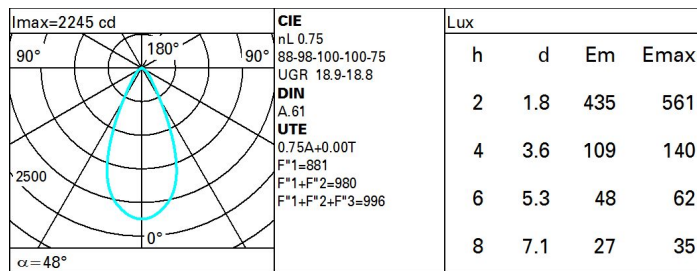 Imax=2245 cd
90°
180°
90°
2500
0°
α=48°
CIE
nL 0.75
88-98-100-100-75
UGR 18.9-18.8
DIN
A.61
UTE
0.75A+0.00T
F"1=881
F"1+F"2=980
F"1+F"2+F"3=996
Lux
h d Em Emax
2 1.8 435 561
4 3.6 109 140
6 5.3 48 62
8 7.1 27 35